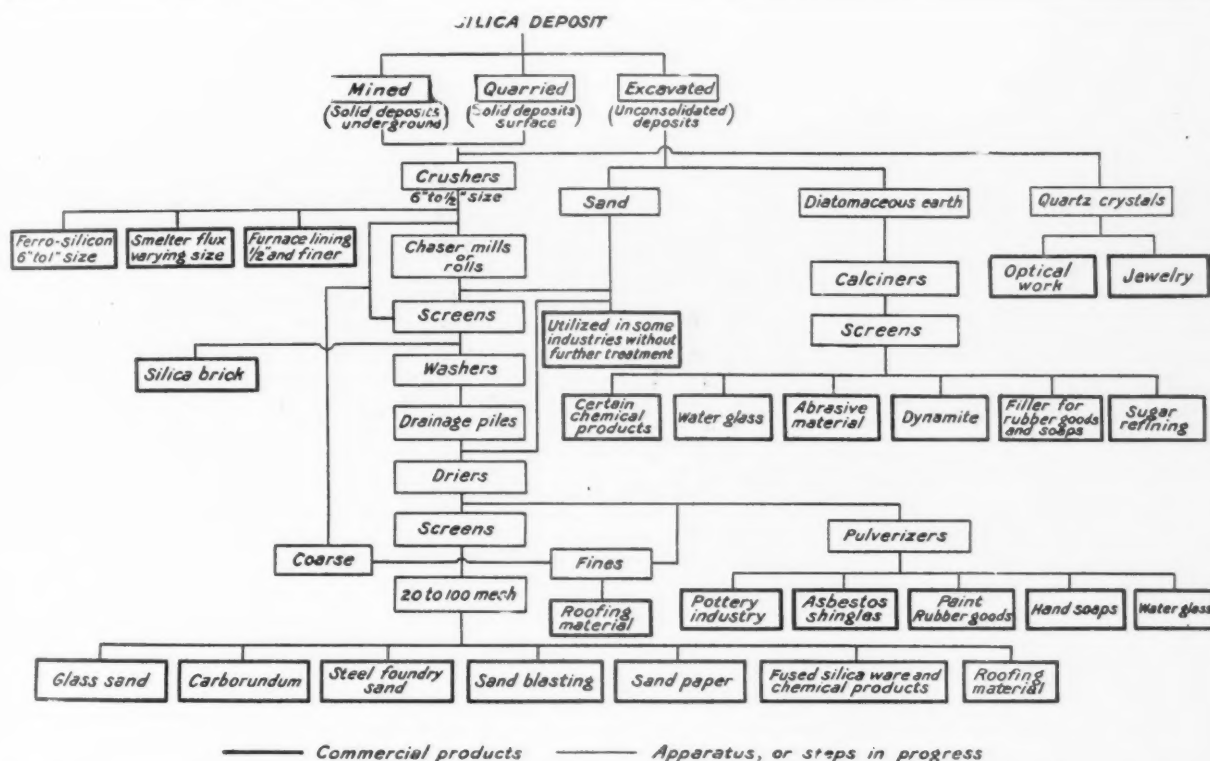 SILICA DEPOSIT
Mined
Quarried
Excavated
(Solid deposits
underground)
(Solid deposits
surface)
(Unconsolidated
deposits)
Crushers
6" to ½" size
Sand
Diatomaceous earth
Quartz crystals
Ferro-silicon
6" to 1" size
Smelter flux
varying size
Furnace lining
½" and finer
Chaser mills
or
rolls
Optical
work
Jewelry
Calciners
Screens
Utilized in some
industries without
further treatment
Screens
Silica brick
Washers
Certain
chemical
products
Water glass
Abrasive
material
Dynamite
Filler for
rubber goods
and soaps
Sugar
refining
Drainage piles
Driers
Screens
Pulverizers
Coarse
Fines
20 to 100 mech
Roofing
material
Pottery
industry
Asbestos
shinglas
Paint
Rubber goods
Hand soaps
Water glass
Glass sand
Carborundum
Steel foundry
sand
Sand blasting
Sand paper
Fused silica ware and
chemical products
Roofing
material
Commercial products
Apparatus, or steps in progress